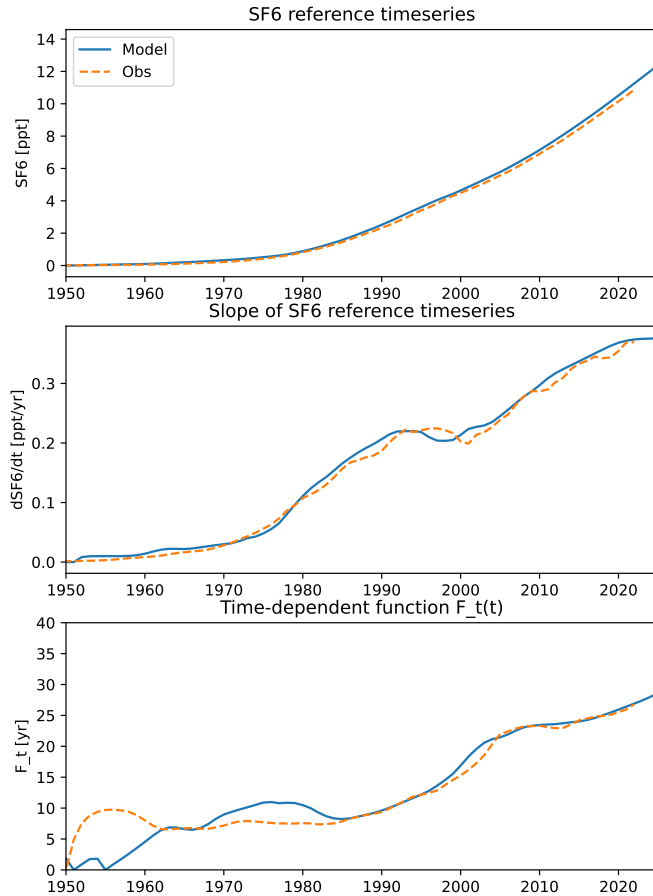 SF6 reference timeseries
14
12
10
8
6
4
2
0
SF6 [ppt]
Model
Obs
1950 1960 1970 1980 1990 2000 2010 2020
Slope of SF6 reference timeseries
0.3
0.2
0.1
0.0
dSF6/dt [ppt/yr]
1950 1960 1970 1980 1990 2000 2010 2020
Time-dependent function F_t(t)
40
35
30
25
20
15
10
5
0
F_t [yr]
1950 1960 1970 1980 1990 2000 2010 2020